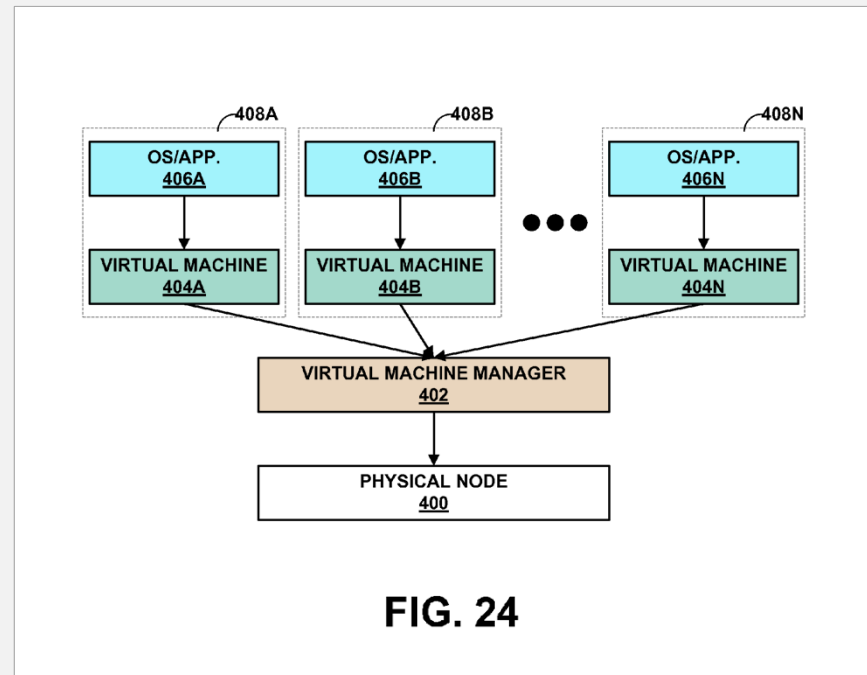 408A
408B
408N
OS/APP.
406A
OS/APP.
406B
OS/APP.
406N
VIRTUAL MACHINE
404A
VIRTUAL MACHINE
404B
VIRTUAL MACHINE
404N
VIRTUAL MACHINE MANAGER
402
PHYSICAL NODE
400
FIG. 24